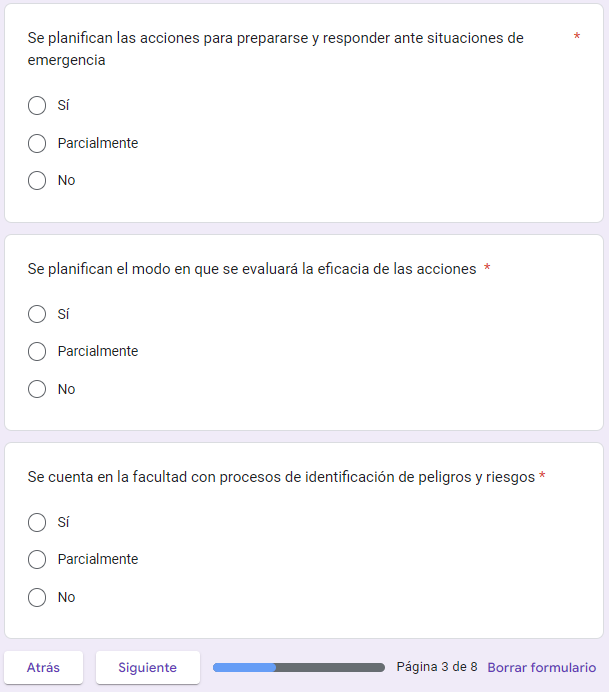 Se planifican las acciones para prepararse y responder ante situaciones de *
emergencia
Sí
Parcialmente
No
Se planifican el modo en que se evaluará la eficacia de las acciones *
Sí
Parcialmente
No
Se cuenta en la facultad con procesos de identificación de peligros y riesgos *
Sí
Parcialmente
No
Atrás Siguiente Página 3 de 8 Borrar formulario